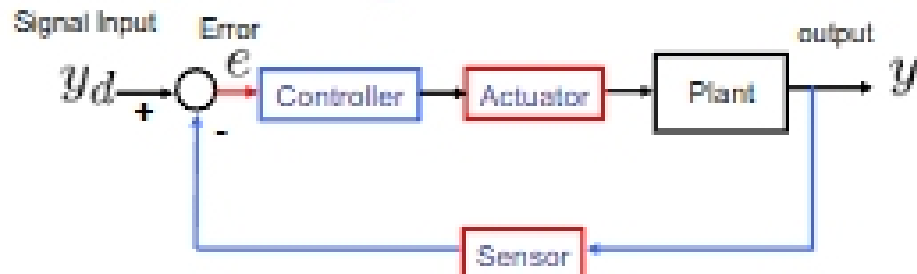 Signal Input
Error
output
y_d
e
Controller
Actuator
Plant
y
+
-
Sensor